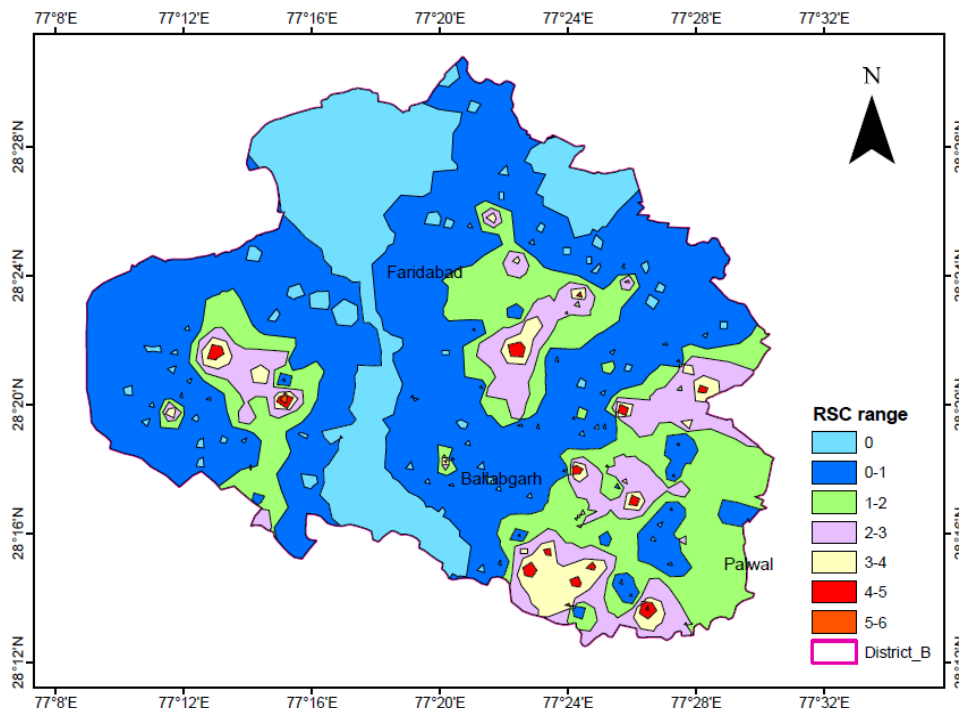 77°8'E 77°12'E 77°16'E 77°20'E 77°24'E 77°28'E 77°32'E
N
28°28'N 28°28'N
28°24'N 28°24'N
Faridabad
28°20'N 28°20'N
RSC range
0
0-1
Ballabgarh
1-2
28°16'N 28°16'N
2-3
Palwal
3-4
4-5
5-6
District_B
28°12'N 28°12'N
77°8'E 77°12'E 77°16'E 77°20'E 77°24'E 77°28'E 77°32'E